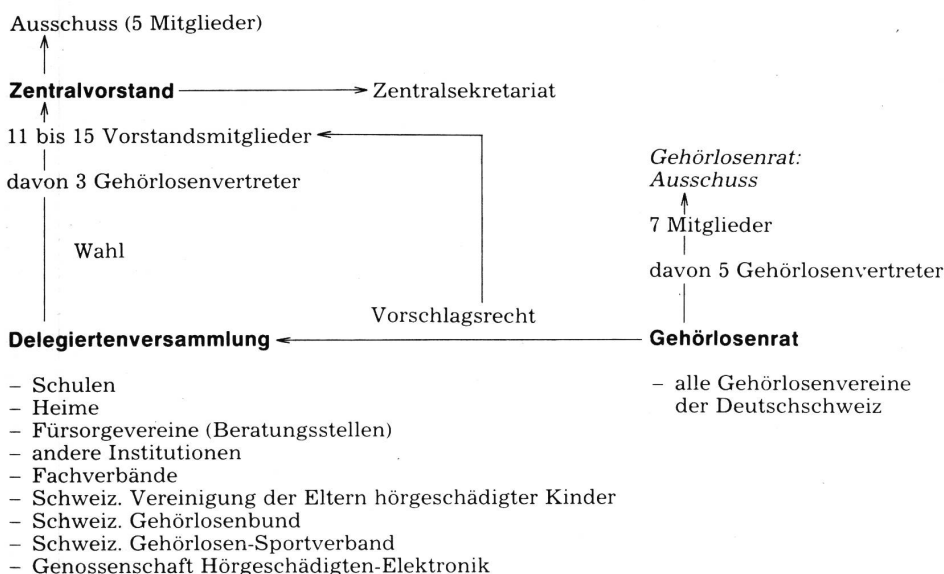 Ausschuss (5 Mitglieder)
Zentralvorstand
Zentralsekretariat
11 bis 15 Vorstandsmitglieder
davon 3 Gehörlosenvertreter
Wahl
Gehörlosenrat:
Ausschuss
7 Mitglieder
davon 5 Gehörlosenvertreter
Vorschlagsrecht
Delegiertenversammlung
Gehörlosenrat
– Schulen
– Heime
– Fürsorgevereine (Beratungsstellen)
– andere Institutionen
– Fachverbände
– Schweiz. Vereinigung der Eltern hörgeschädigter Kinder
– Schweiz. Gehörlosenbund
– Schweiz. Gehörlosen-Sportverband
– Genossenschaft Hörgeschädigten-Elektronik
– alle Gehörlosenvereine
der Deutschschweiz